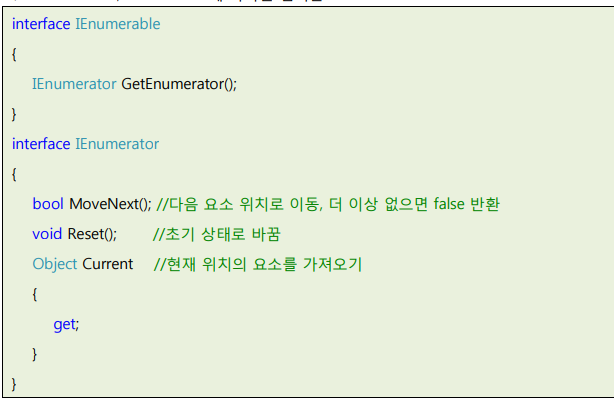 interface IEnumerable
{
IEnumerator GetEnumerator();
}
interface IEnumerator
{
bool MoveNext(); //다음 요소 위치로 이동, 더 이상 없으면 false 반환
void Reset(); //초기 상태로 바꿈
Object Current //현재 위치의 요소를 가져오기
{
get;
}
}